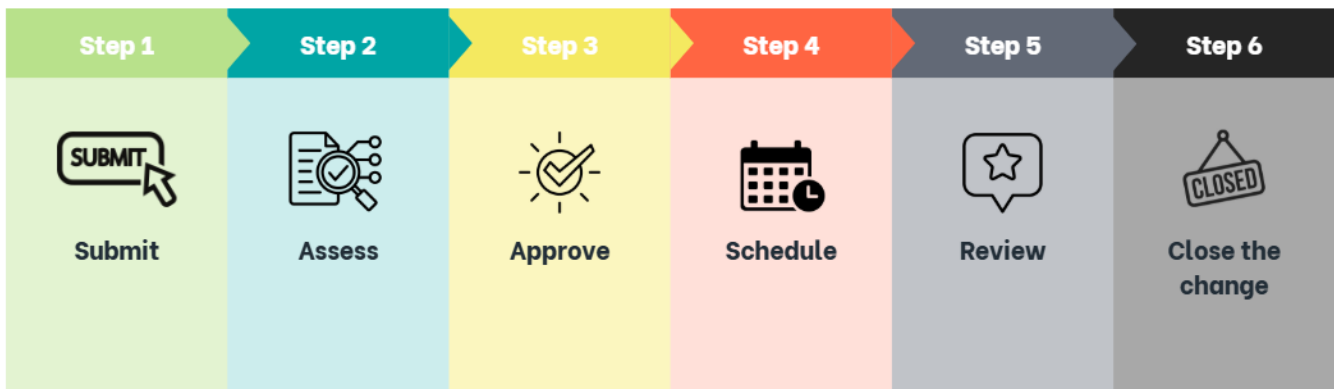 Step 1
Step 2
Step 3
Step 4
Step 5
Step 6
SUBMIT
CLOSED
Submit
Assess
Approve
Schedule
Review
Close the
change